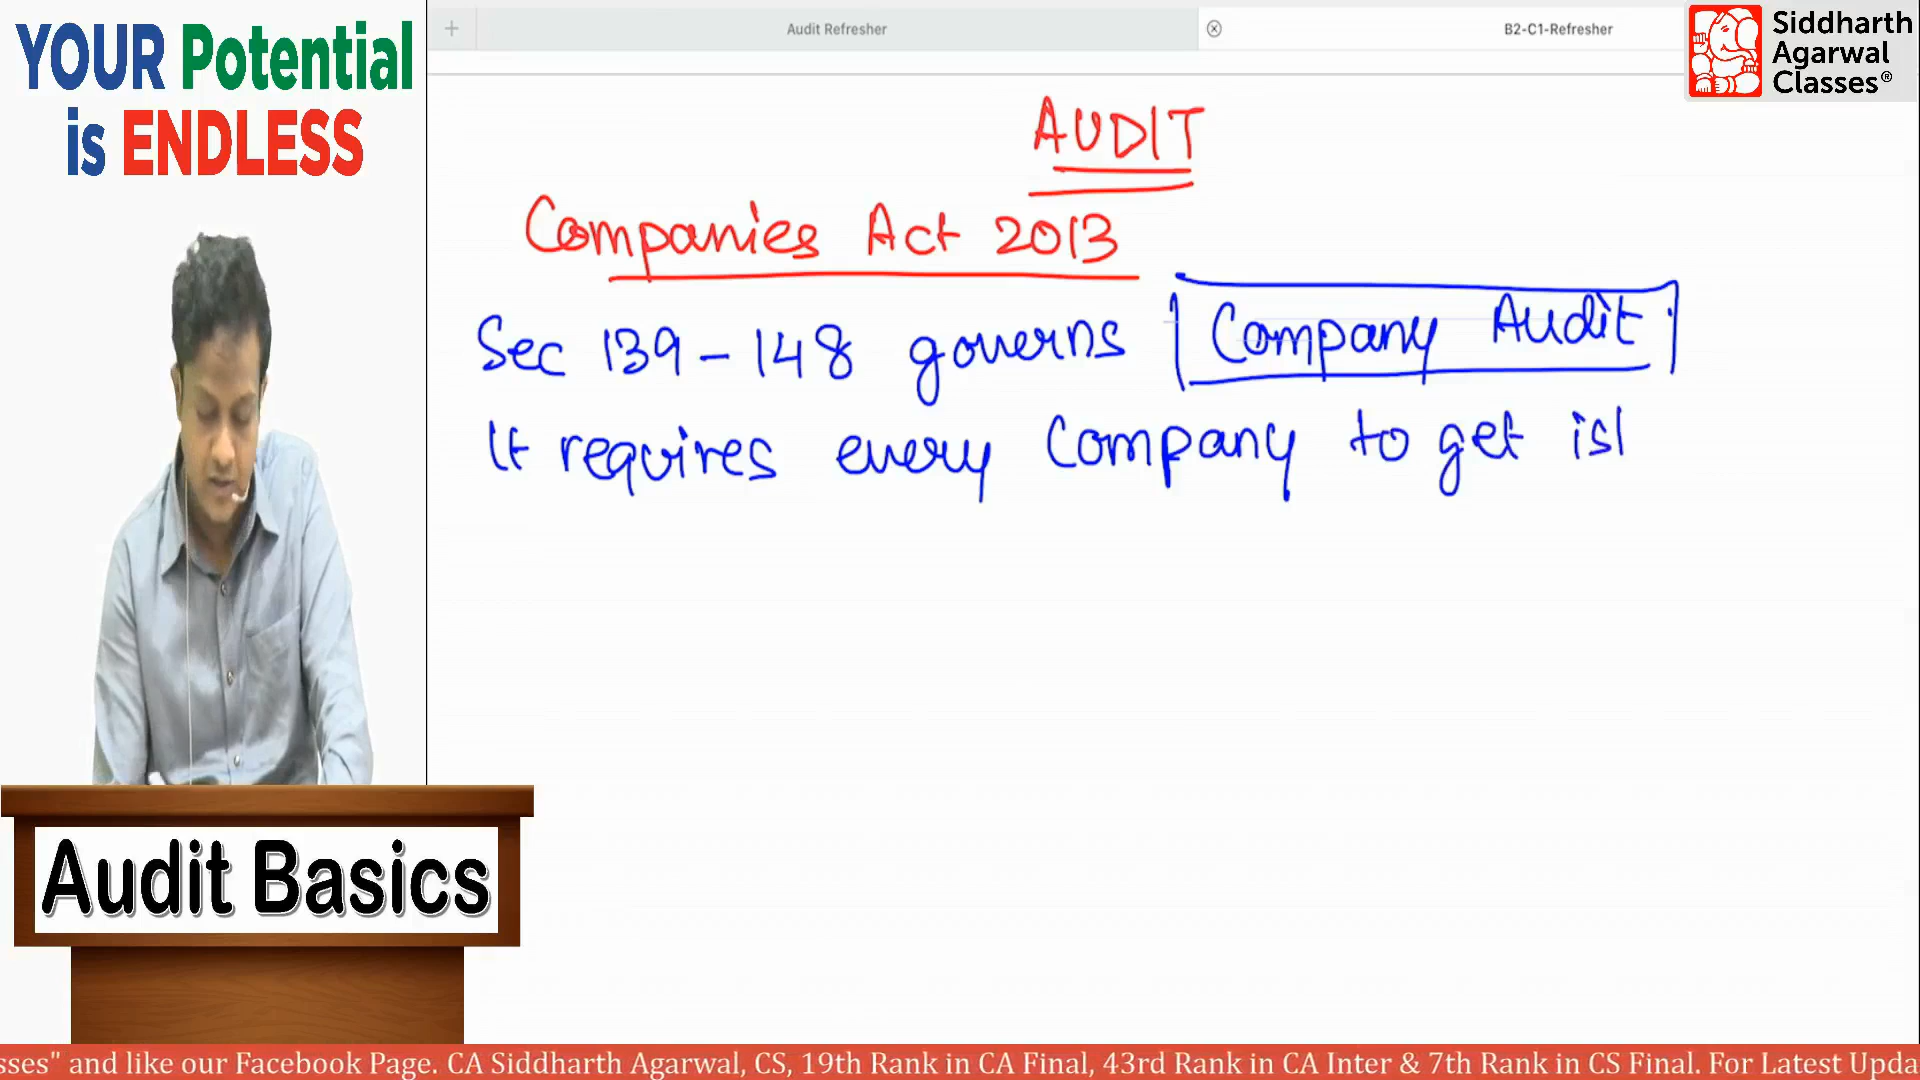 YOUR Potential
is ENDLESS
Audit Refresher
B2-C1-Refresher
Siddharth
Agarwal
Classes®
AUDIT
Companies Act 2013
Sec 139-148 governs Company Audit
It requires every Company to get
Audit Basics
sses" and like our Facebook Page. CA Siddharth Agarwal, CS, 19th Rank in CA Final, 43rd Rank in CA Inter & 7th Rank in CS Final. For Latest Upda